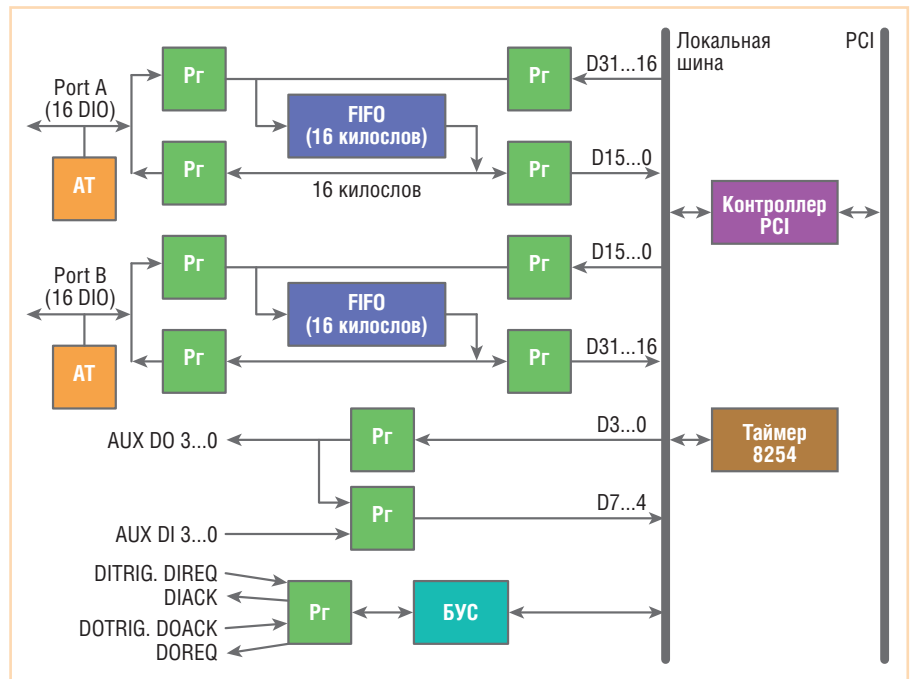 Локальная
шина
PCI
Port A
(16 DIO)
Рг
Рг
D31...16
FIFO
(16 килослов)
АТ
Рг
16 килослов
Рг
D15...0
Контроллер
PCI
Port B
(16 DIO)
Рг
Рг
D15...0
FIFO
(16 килослов)
АТ
Рг
Рг
D31...16
AUX DO 3...0
Рг
D3...0
Таймер
8254
AUX DI 3...0
Рг
D7...4
DITRIG. DIREQ
DIACK
DOTRIG. DOACK
DOREQ
Рг
БУС